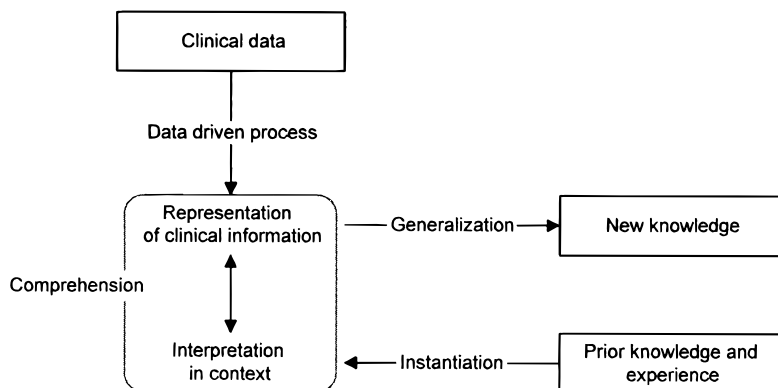 Clinical data
Data driven process
Representation
of clinical information
Generalization
New knowledge
Comprehension
Interpretation
in context
Instantiation
Prior knowledge and
experience